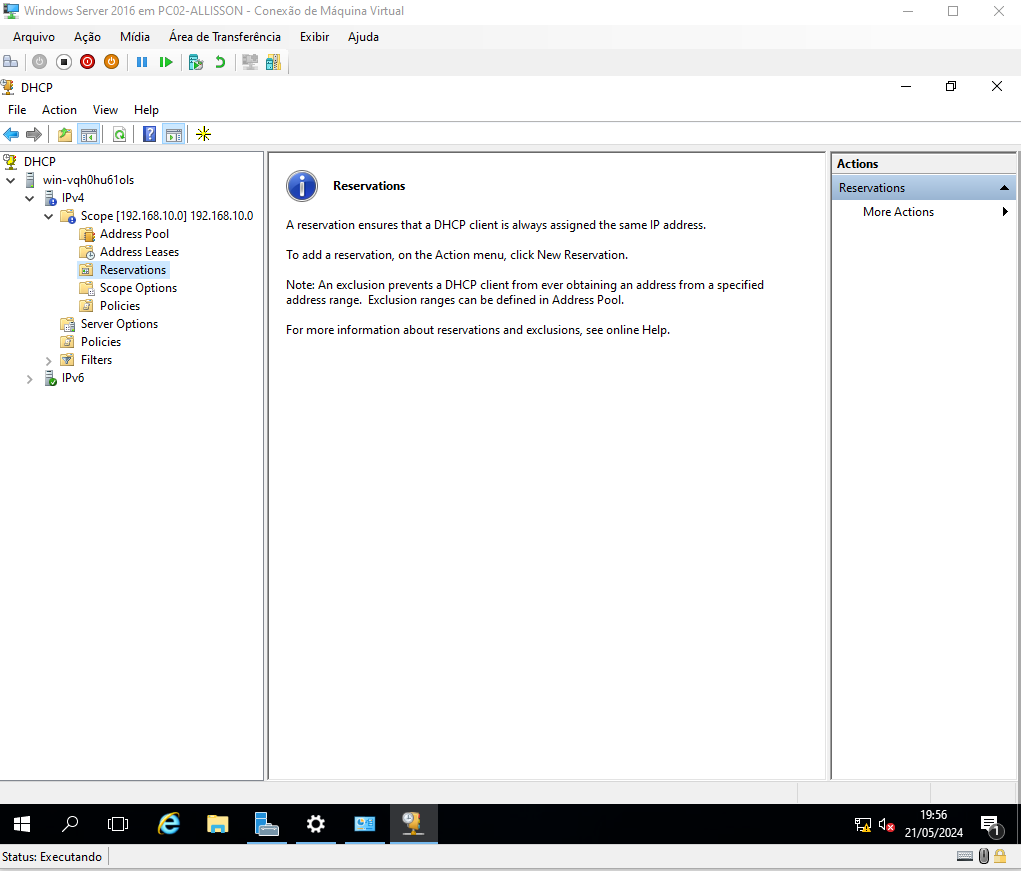 Windows Server 2016 em PC02-ALLISSON - Conexão de Máquina Virtual
Arquivo Ação Mídia Área de Transferência Exibir Ajuda
DHCP
File Action View Help
DHCP
win-vqh0hu61ols
IPv4
Scope [192.168.10.0] 192.168.10.0
Address Pool
Address Leases
Reservations
Scope Options
Policies
Server Options
Policies
Filters
IPv6
Reservations
A reservation ensures that a DHCP client is always assigned the same IP address.
To add a reservation, on the Action menu, click New Reservation.
Note: An exclusion prevents a DHCP client from ever obtaining an address from a specified
address range. Exclusion ranges can be defined in Address Pool.
For more information about reservations and exclusions, see online Help.
Actions
Reservations
More Actions
19:56
21/05/2024
1
Status: Executando